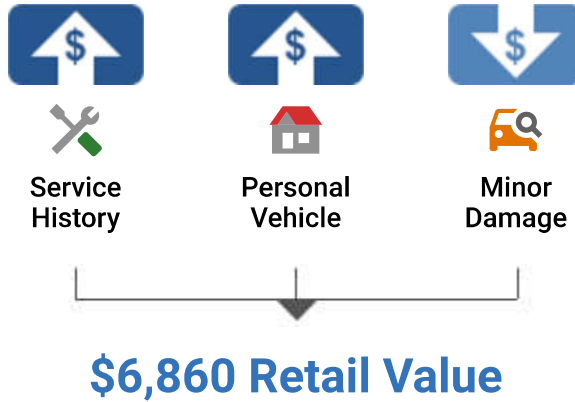 $ $ $
Service History
Personal Vehicle
Minor Damage
$6,860 Retail Value